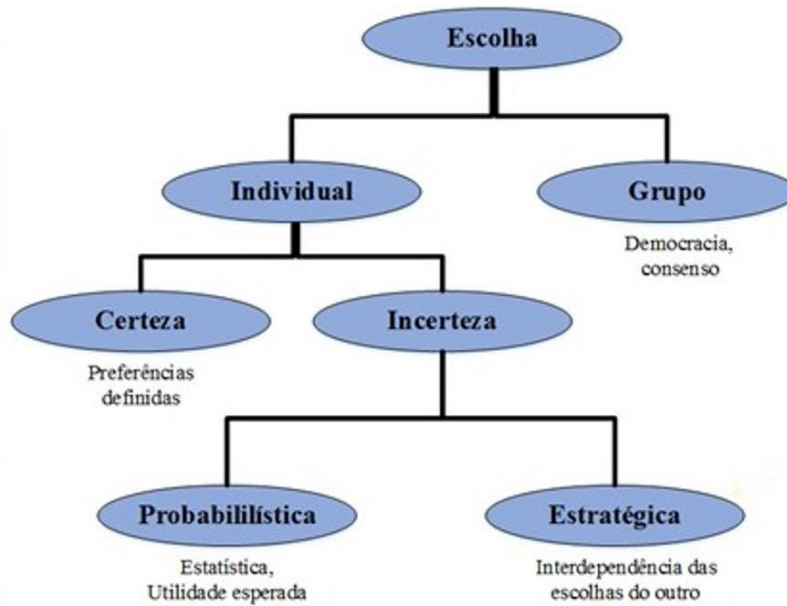 Escolha
Individual
Grupo
Democracia,
consenso
Certeza
Incerteza
Preferências
definidas
Probabililística
Estratégica
Estatística,
Utilidade esperada
Interdependência das
escolhas do outro